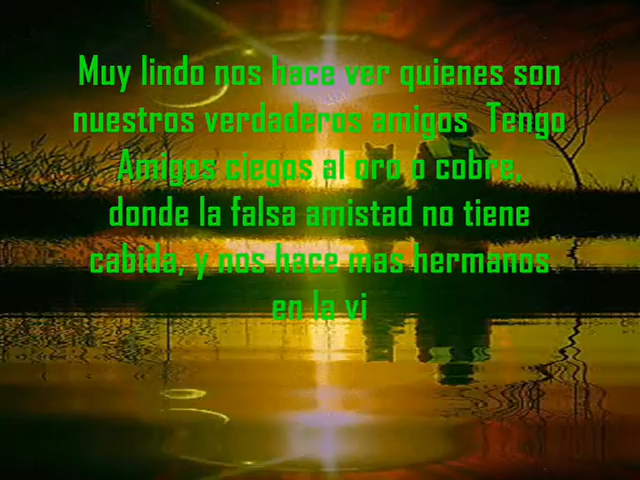 Muy lindo nos hace ver quienes son
nuestros verdaderos amigos Tengo
Amigos ciegos al oro o cobre,
donde la falsa amistad no tiene
cabida, y nos hace mas hermanos
en la vi